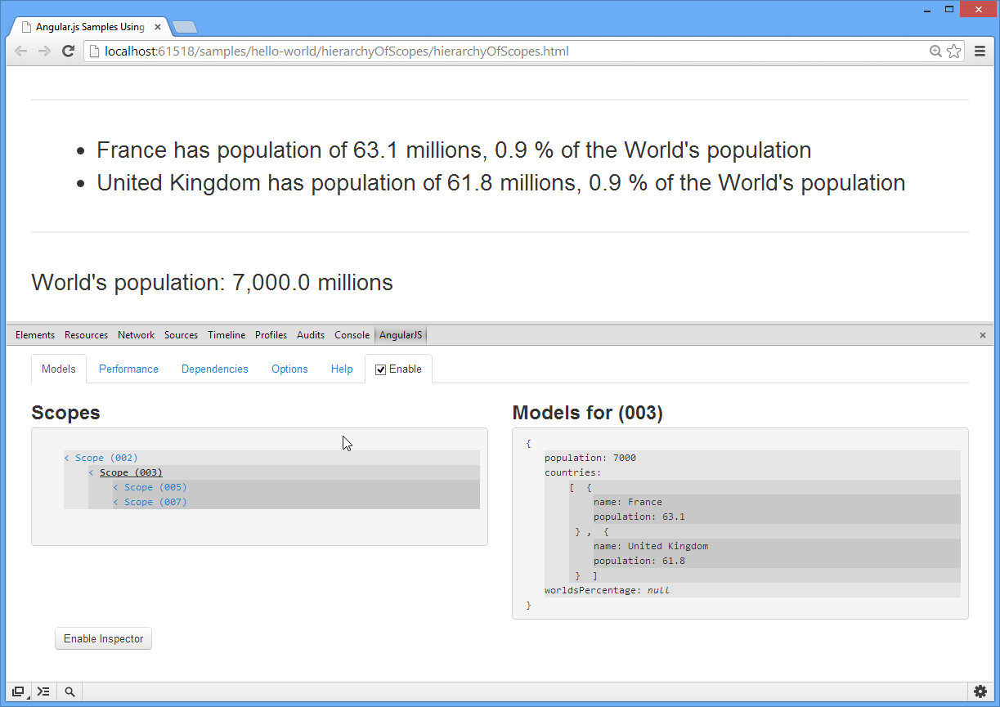 Angular.js Samples Using
localhost:61518/samples/hello-world/hierarchyOfScopes/hierarchyOfScopes.html
• France has population of 63.1 millions, 0.9 % of the World's population
• United Kingdom has population of 61.8 millions, 0.9 % of the World's population
World's population: 7,000.0 millions
Elements Resources Network Sources Timeline Profiles Audits Console AngularJS
Models Performance Dependencies Options Help Enable
Scopes
< Scope (002)
< Scope (003)
< Scope (005)
< Scope (007)
Enable Inspector
Models for (003)
{
population: 7000
countries:
[ {
name: France
population: 63.1
} , {
name: United Kingdom
population: 61.8
} ]
worldsPercentage: null
}